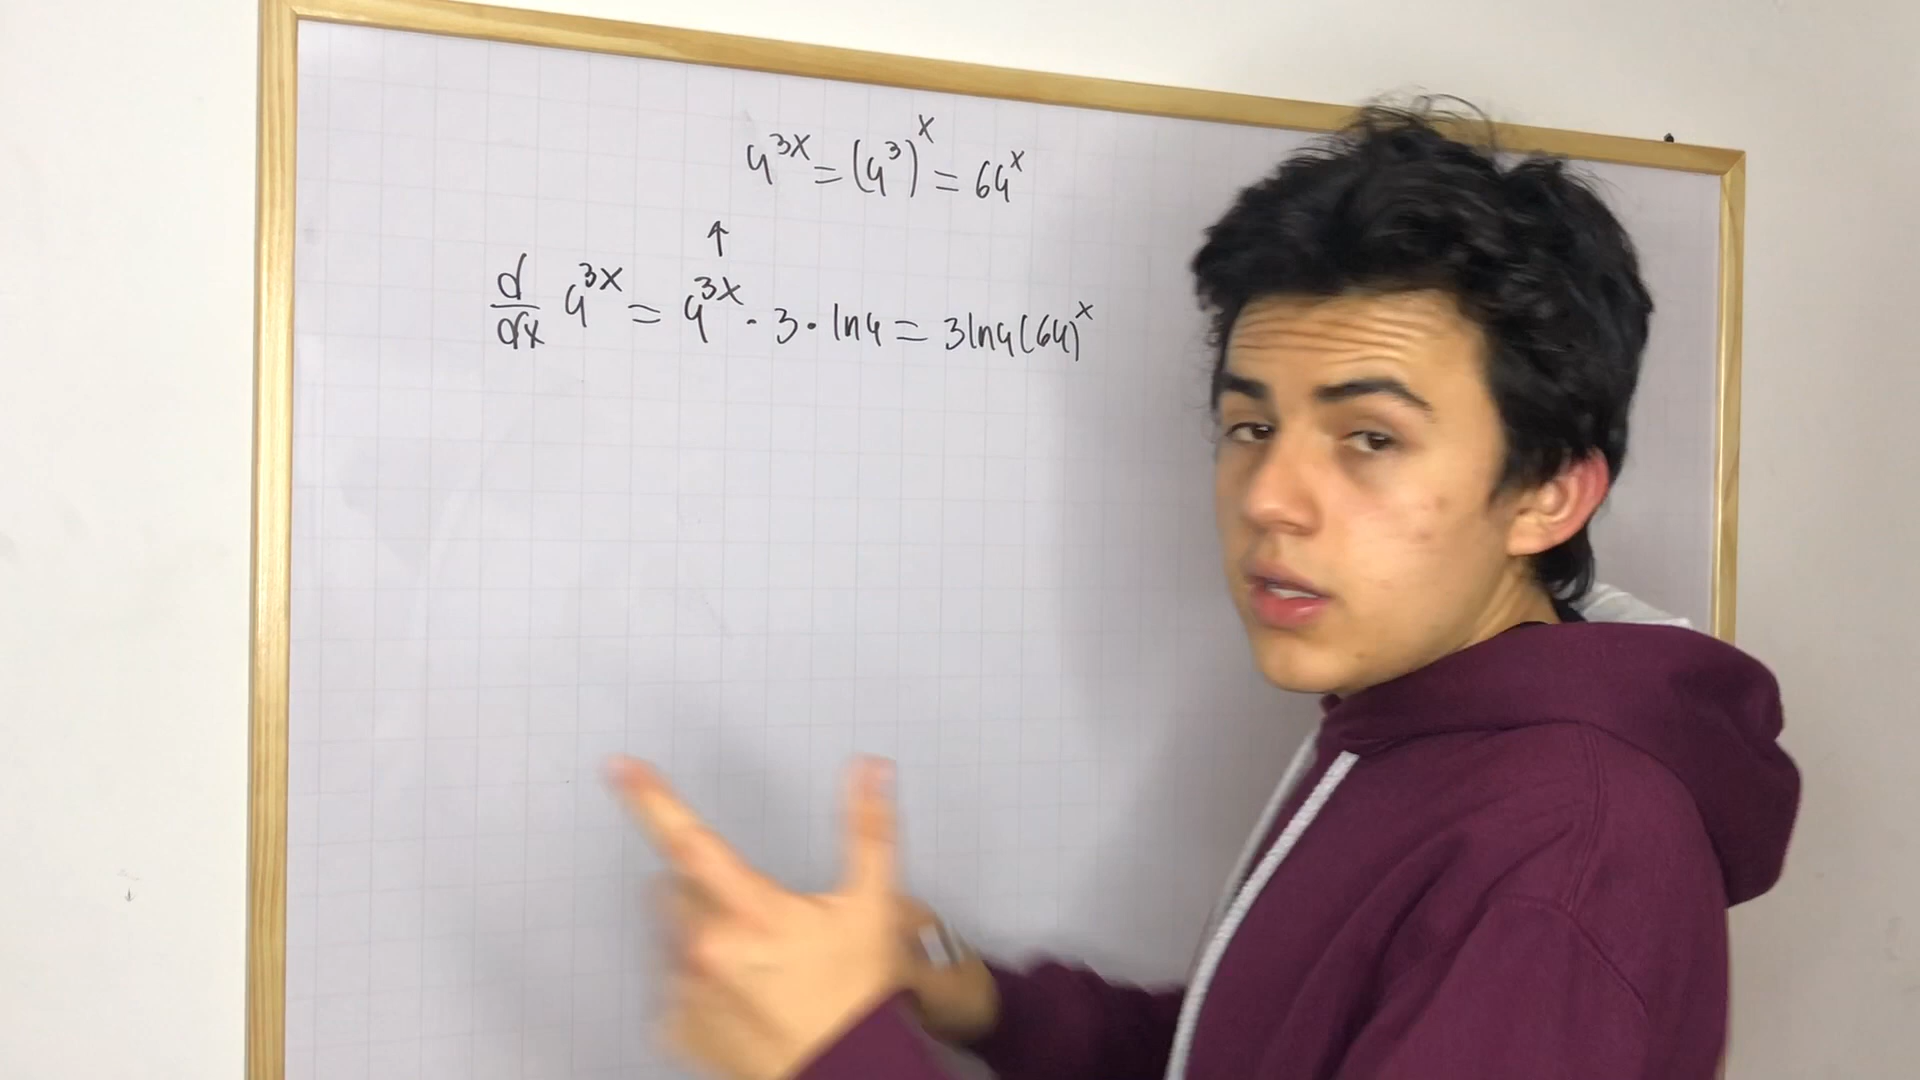 4^{3x} = (4^3)^x = 64^x
↑
d/dx 4^{3x} = 4^{3x} · 3 · ln4 = 3ln4(64)^x